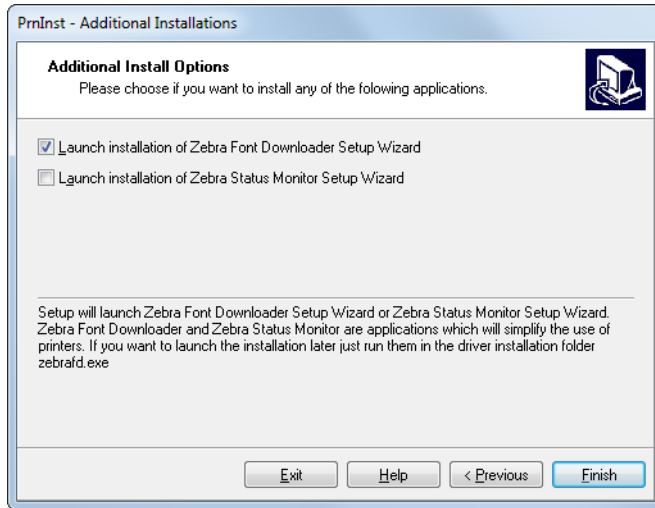 PrnInst - Additional Installations
Additional Install Options
Please choose if you want to install any of the folowing applications.
Launch installation of Zebra Font Downloader Setup Wizard
Launch installation of Zebra Status Monitor Setup Wizard
Setup will launch Zebra Font Downloader Setup Wizard or Zebra Status Monitor Setup Wizard.
Zebra Font Downloader and Zebra Status Monitor are applications which will simplify the use of
printers. If you want to launch the installation later just run them in the driver installation folder
zebrafd.exe
Exit Help < Previous Finish